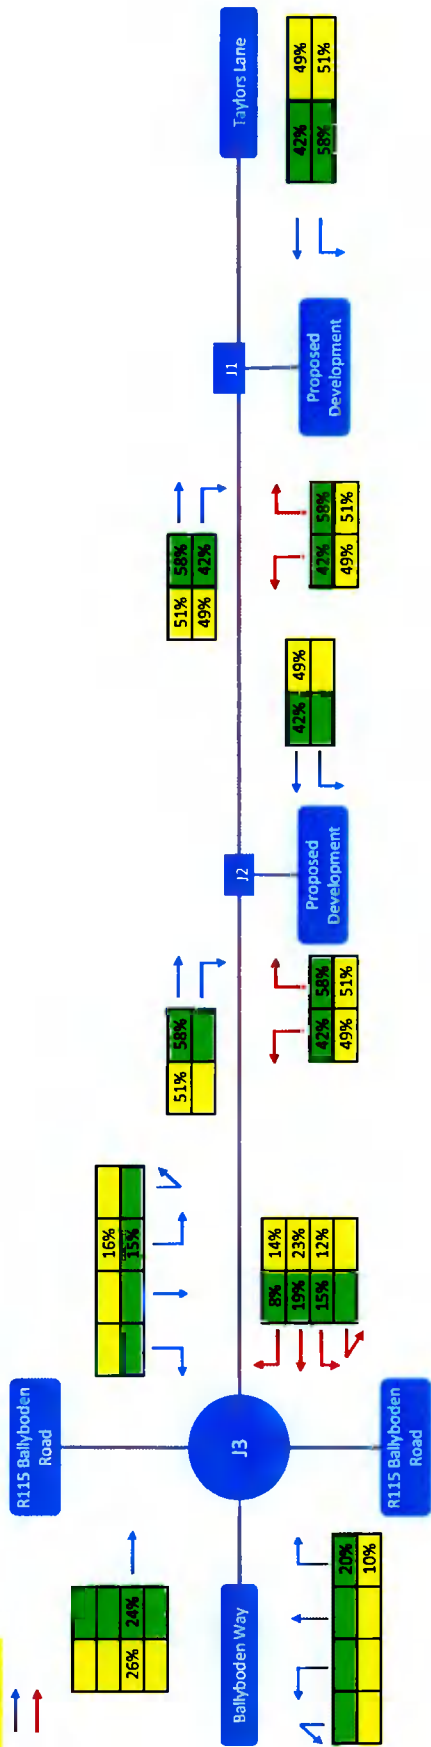 R115 Ballyboden
Road
26%
24%
16%
15%
51%
58%
51%
58%
49%
42%
Ballyboden Way
J3
J2
J1
Taylors Lane
20%
10%
8%
14%
19%
23%
15%
12%
42%
58%
49%
51%
Proposed
Development
42%
49%
42%
58%
49%
51%
Proposed
Development
42%
49%
58%
51%
R115 Ballyboden
Road